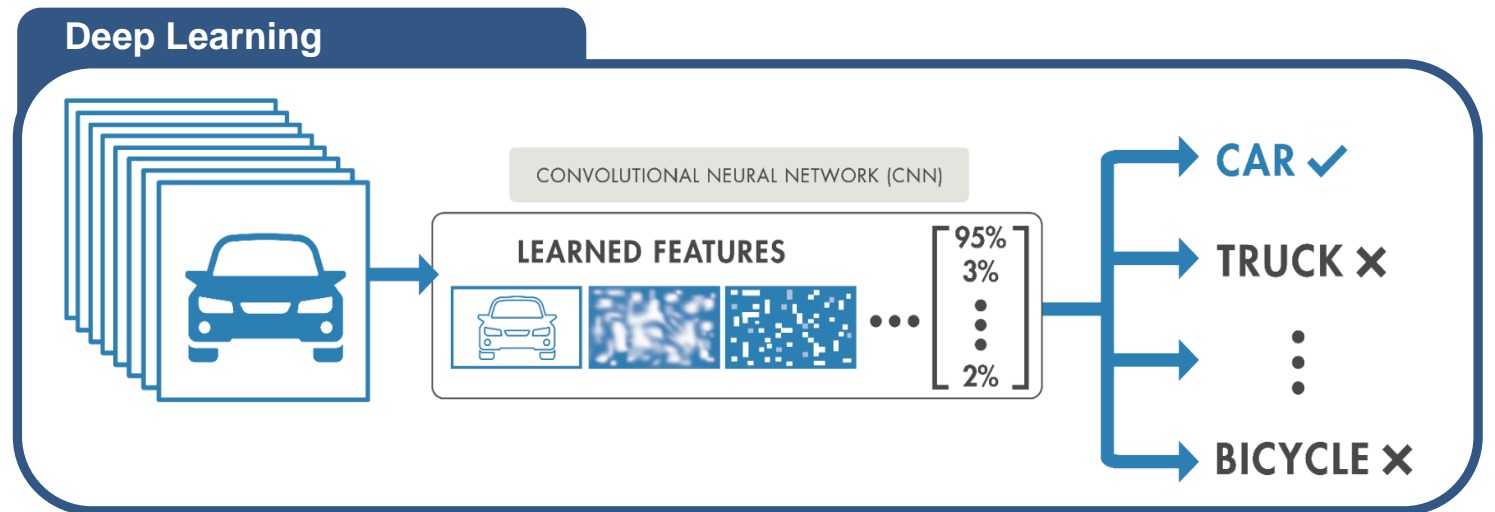 Deep Learning
CONVOLUTIONAL NEURAL NETWORK (CNN)
LEARNED FEATURES
95%
3%
2%
CAR
TRUCK
BICYCLE